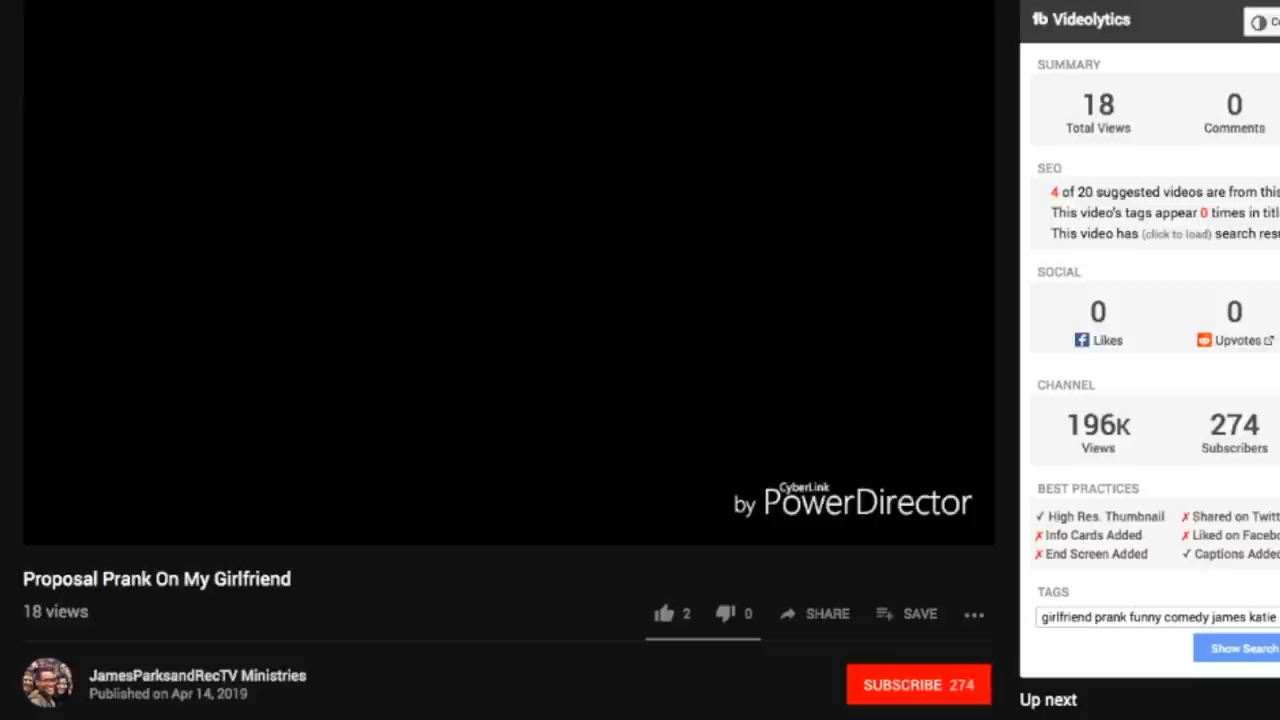 CyberLink
by PowerDirector
Proposal Prank On My Girlfriend
18 views
2
0
SHARE
SAVE
JamesParksandRecTV Ministries
Published on Apr 14, 2019
SUBSCRIBE 274
fb Videolytics
SUMMARY
18
0
Total Views
Comments
SEO
4 of 20 suggested videos are from this
This video's tags appear 0 times in titl
This video has (click to load) search resu
SOCIAL
0
0
Likes
Upvotes
CHANNEL
196K
274
Views
Subscribers
BEST PRACTICES
✓ High Res. Thumbnail
✗ Shared on Twitt
✗ Info Cards Added
✗ Liked on Facebo
✗ End Screen Added
✓ Captions Added
TAGS
girlfriend prank funny comedy james katie
Show Search
Up next